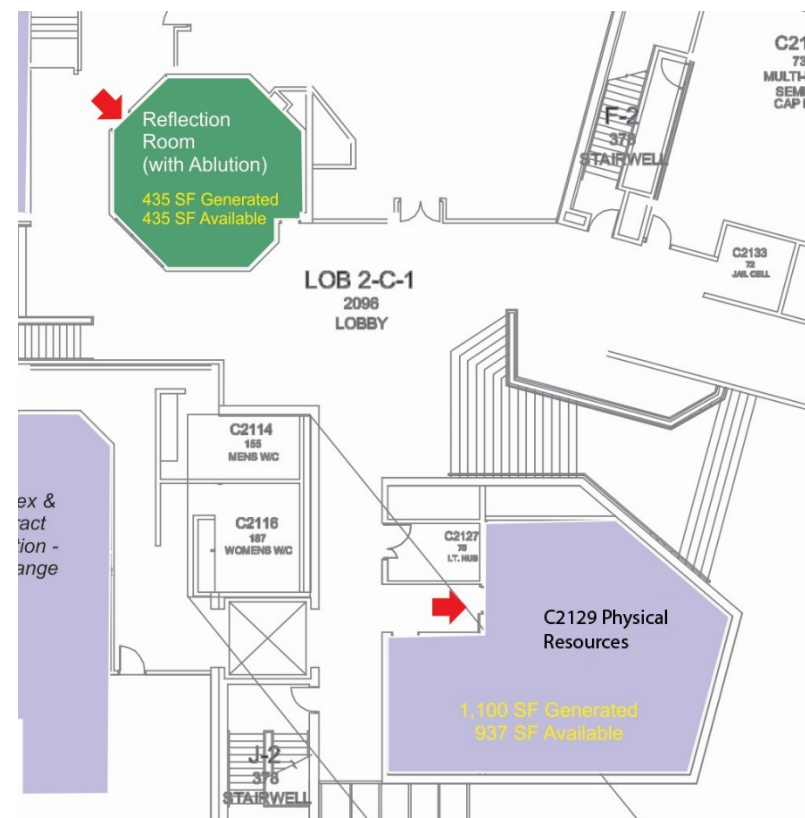 Reflection
Room
(with Ablution)
435 SF Generated
435 SF Available
F-2
378
STAIRWELL
C21
73
MULTI-
SEMI
CAP
C2133
72
JAIL CELL
LOB 2-C-1
2096
LOBBY
C2114
155
MENS W/C
C2116
187
WOMENS W/C
C2127
75
I.T. HUB
ex &
ract
tion -
ange
C2129 Physical
Resources
1,100 SF Generated
937 SF Available
J-2
378
STAIRWELL